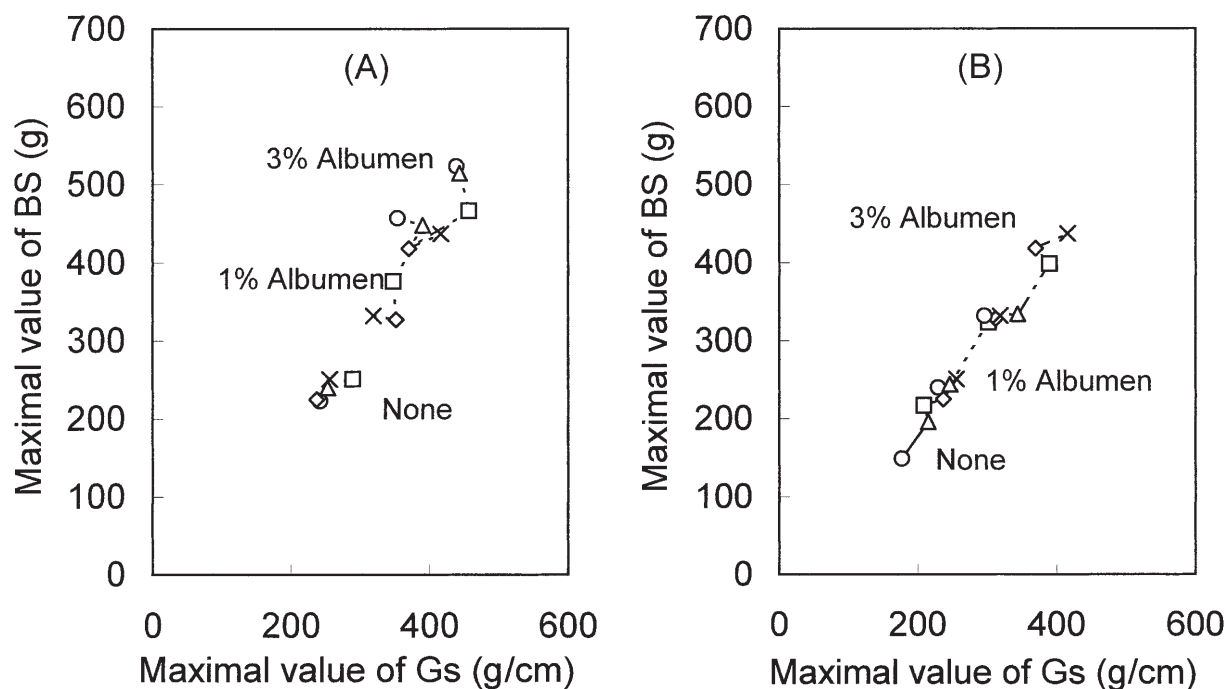 (A)
Maximal value of BS (g)
700
600
500
400
300
200
100
0
3% Albumen
1% Albumen
None
0 200 400 600
Maximal value of Gs (g/cm)
(B)
Maximal value of BS (g)
700
600
500
400
300
200
100
0
3% Albumen
1% Albumen
None
0 200 400 600
Maximal value of Gs (g/cm)